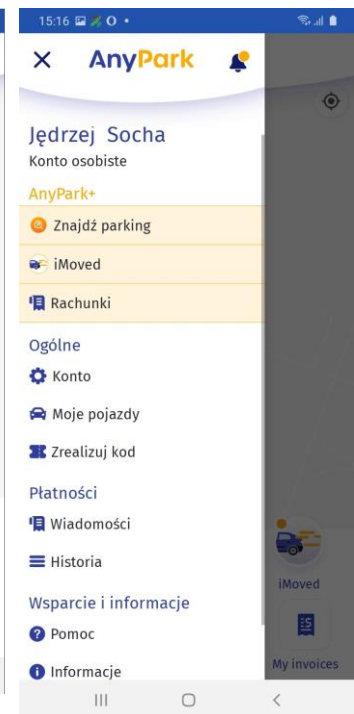 15:16
AnyPark
Jędrzej Socha
Konto osobiste
AnyPark+
Znajdź parking
iMoved
Rachunki
Ogólne
Konto
Moje pojazdy
Zrealizuj kod
Płatności
Wiadomości
Historia
Wsparcie i informacje
Pomoc
Informacje
iMoved
My invoices